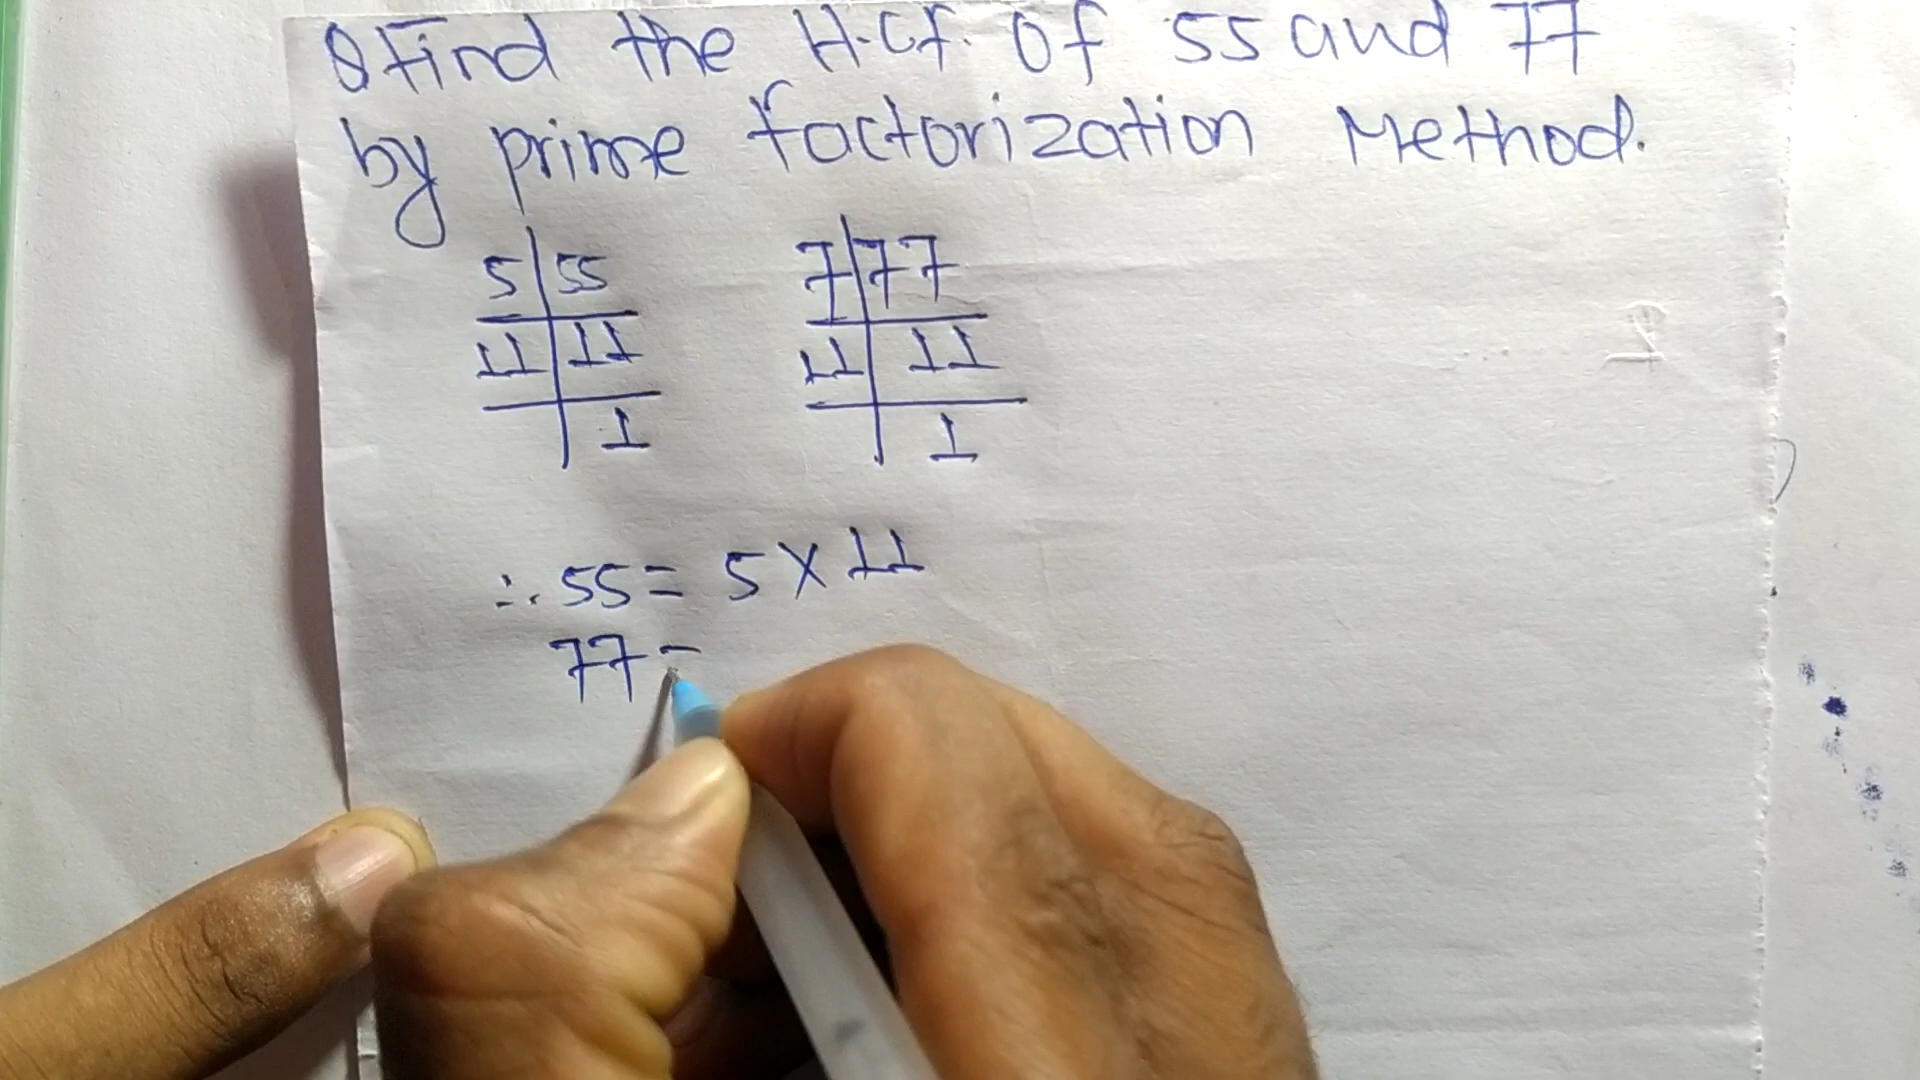 Q Find the H.C.F. Of 55 and 77
by prime factorization Method.
5 | 55
11 | 11
1
7 | 77
11 | 11
1
∴ 55 = 5 × 11
77 =